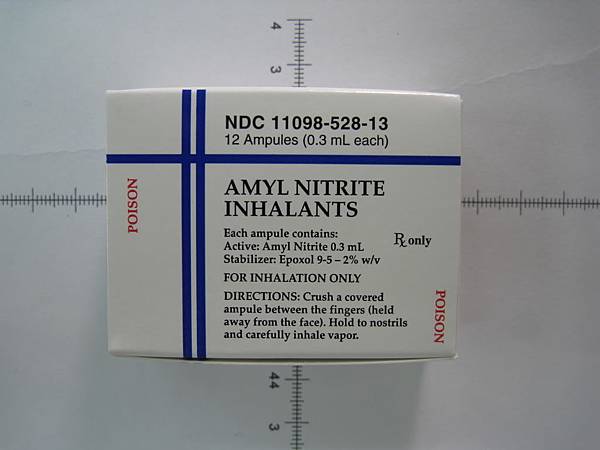 4
3
NDC 11098-528-13
12 Ampules (0.3 mL each)
POISON
AMYL NITRITE
INHALANTS
Each ampule contains:
Active: Amyl Nitrite 0.3 mL
Stabilizer: Epoxol 9-5 – 2% w/v
℞ only
FOR INHALATION ONLY
DIRECTIONS: Crush a covered
ampule between the fingers (held
away from the face). Hold to nostrils
and carefully inhale vapor.
POISON
44
3